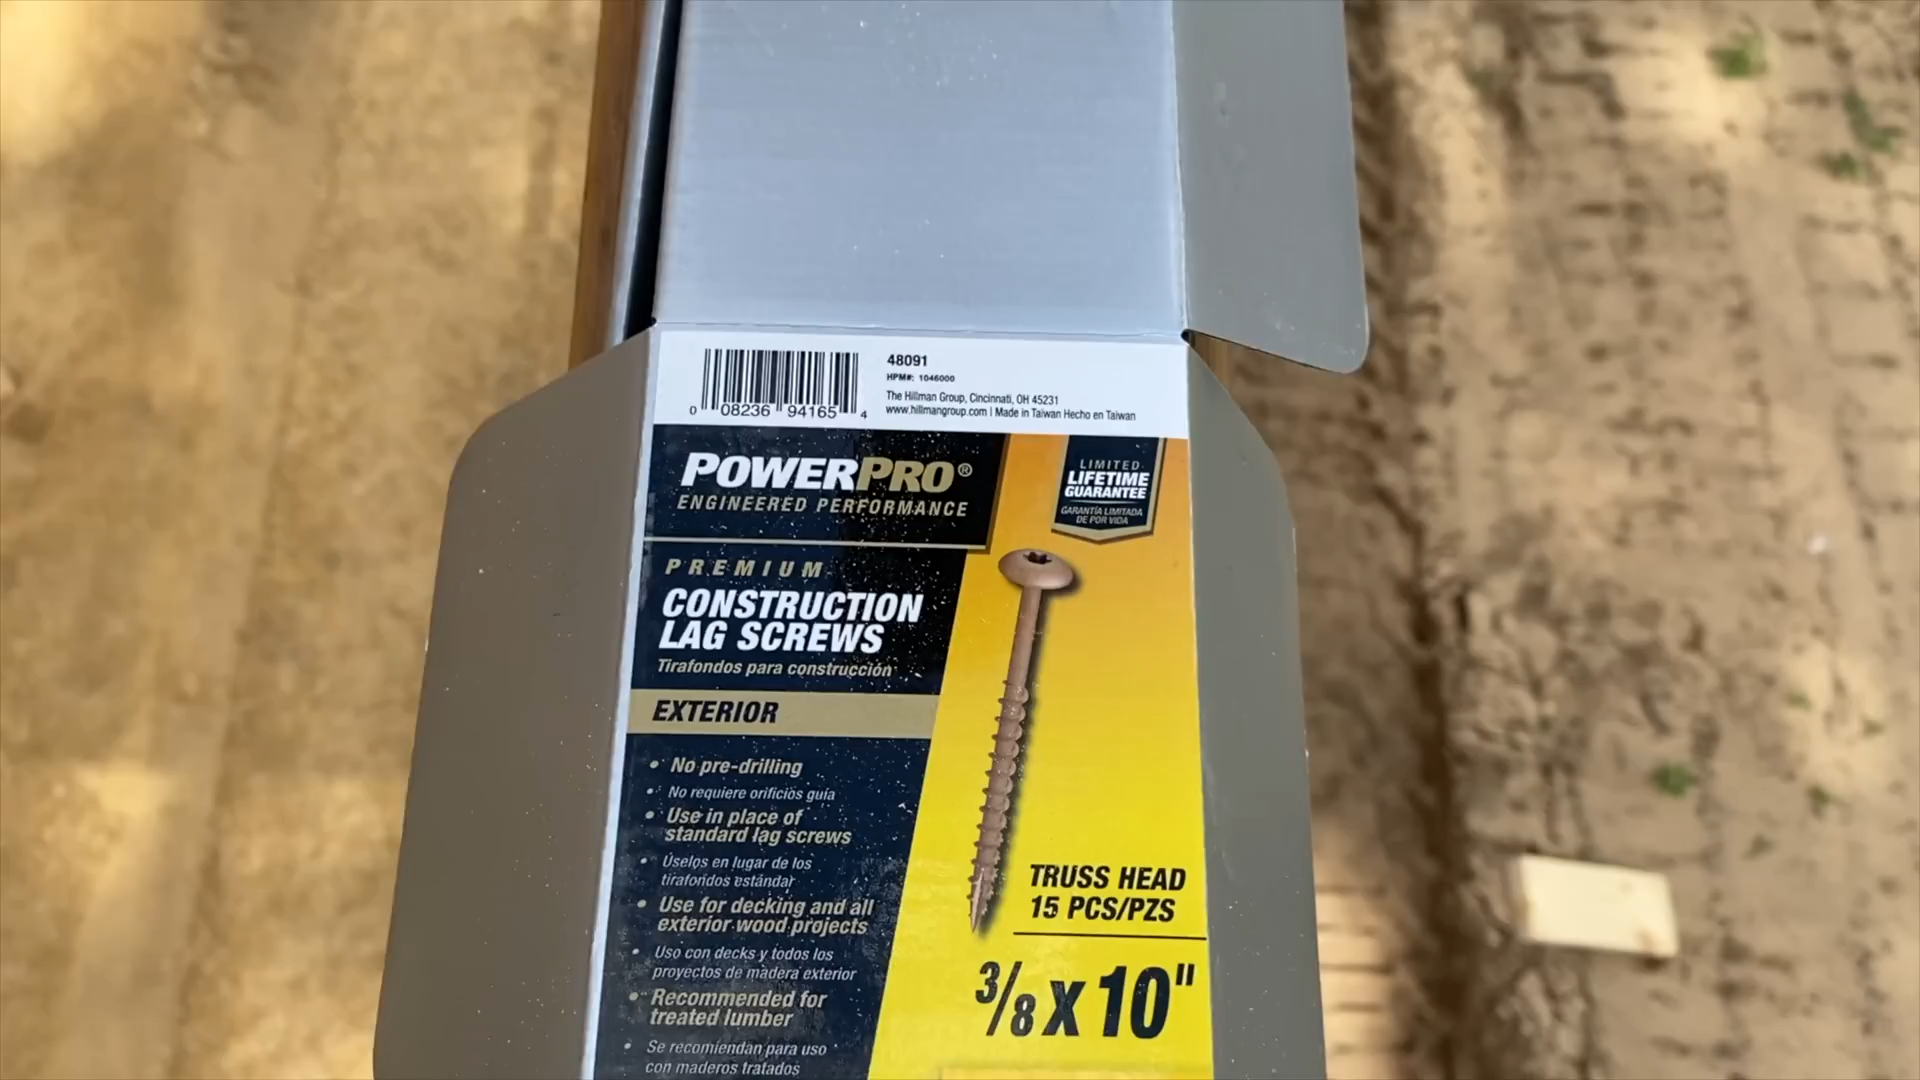 48091
HPM#: 1046000
The Hillman Group, Cincinnati, OH 45231
www.hillmangroup.com | Made in Taiwan Hecho en Taiwan
0 08236 94165 4
POWERPRO®
ENGINEERED PERFORMANCE
LIMITED
LIFETIME
GUARANTEE
GARANTÍA LIMITADA
DE POR VIDA
PREMIUM
CONSTRUCTION
LAG SCREWS
Tirafondos para construcción
EXTERIOR
• No pre-drilling
• No requiere orificios guía
• Use in place of
standard lag screws
• Úselos en lugar de los
tirafondos estándar
• Use for decking and all
exterior wood projects
• Uso con decks y todos los
proyectos de madera exterior
• Recommended for
treated lumber
• Se recomiendan para uso
con maderos tratados
TRUSS HEAD
15 PCS/PZS
3/8 X 10"